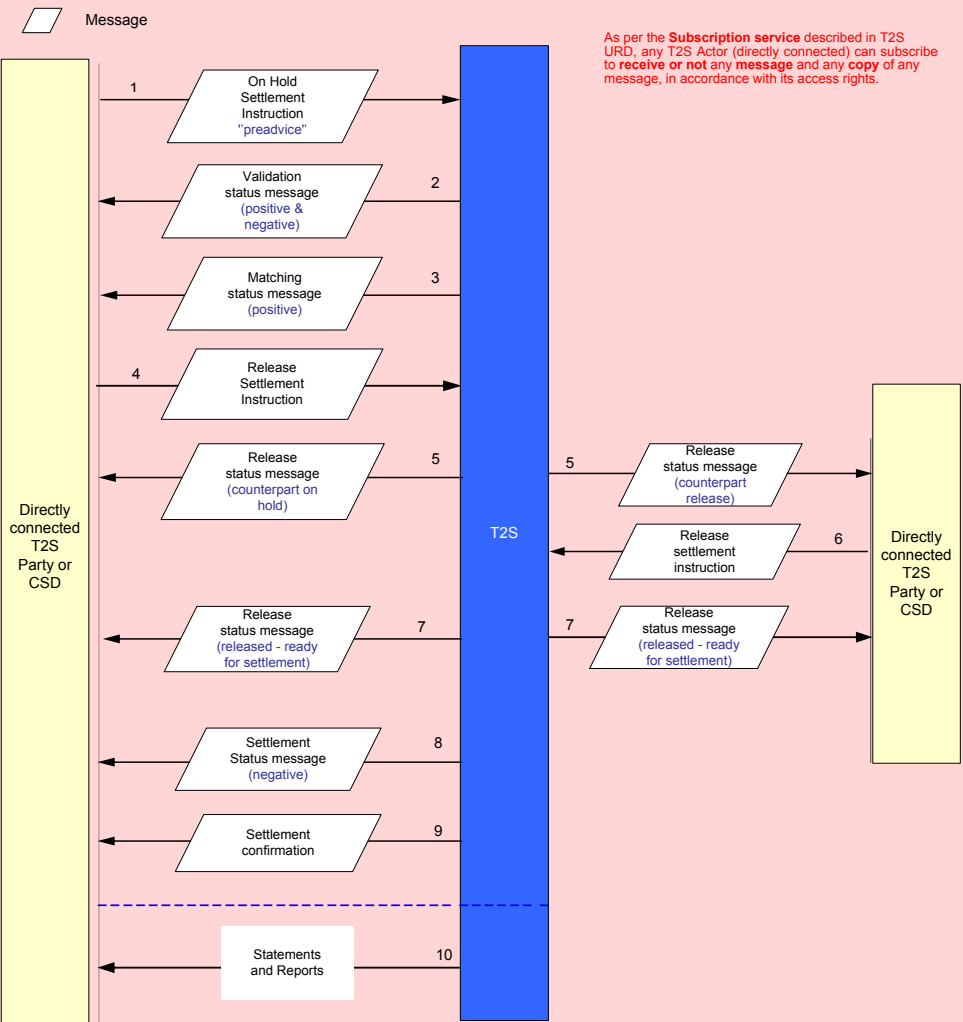 Message
As per the Subscription service described in T2S
URD, any T2S Actor (directly connected) can subscribe
to receive or not any message and any copy of any
message, in accordance with its access rights.
1
On Hold
Settlement
Instruction
"preadvice"
2
Validation
status message
(positive &
negative)
3
Matching
status message
(positive)
4
Release
Settlement
Instruction
5
Release
status message
(counterpart on
hold)
5
Release
status message
(counterpart
release)
Directly
connected
T2S
Party or
CSD
T2S
6
Release
settlement
instruction
Directly
connected
T2S
Party or
CSD
7
Release
status message
(released - ready
for settlement)
7
Release
status message
(released - ready
for settlement)
8
Settlement
Status message
(negative)
9
Settlement
confirmation
10
Statements
and Reports